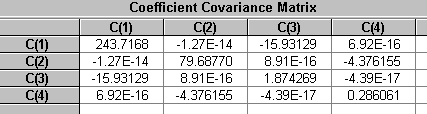 Coefficient Covariance Matrix
C(1) C(2) C(3) C(4)
C(1) 243.7168 -1.27E-14 -15.93129 6.92E-16
C(2) -1.27E-14 79.68770 8.91E-16 -4.376155
C(3) -15.93129 8.91E-16 1.874269 -4.39E-17
C(4) 6.92E-16 -4.376155 -4.39E-17 0.286061